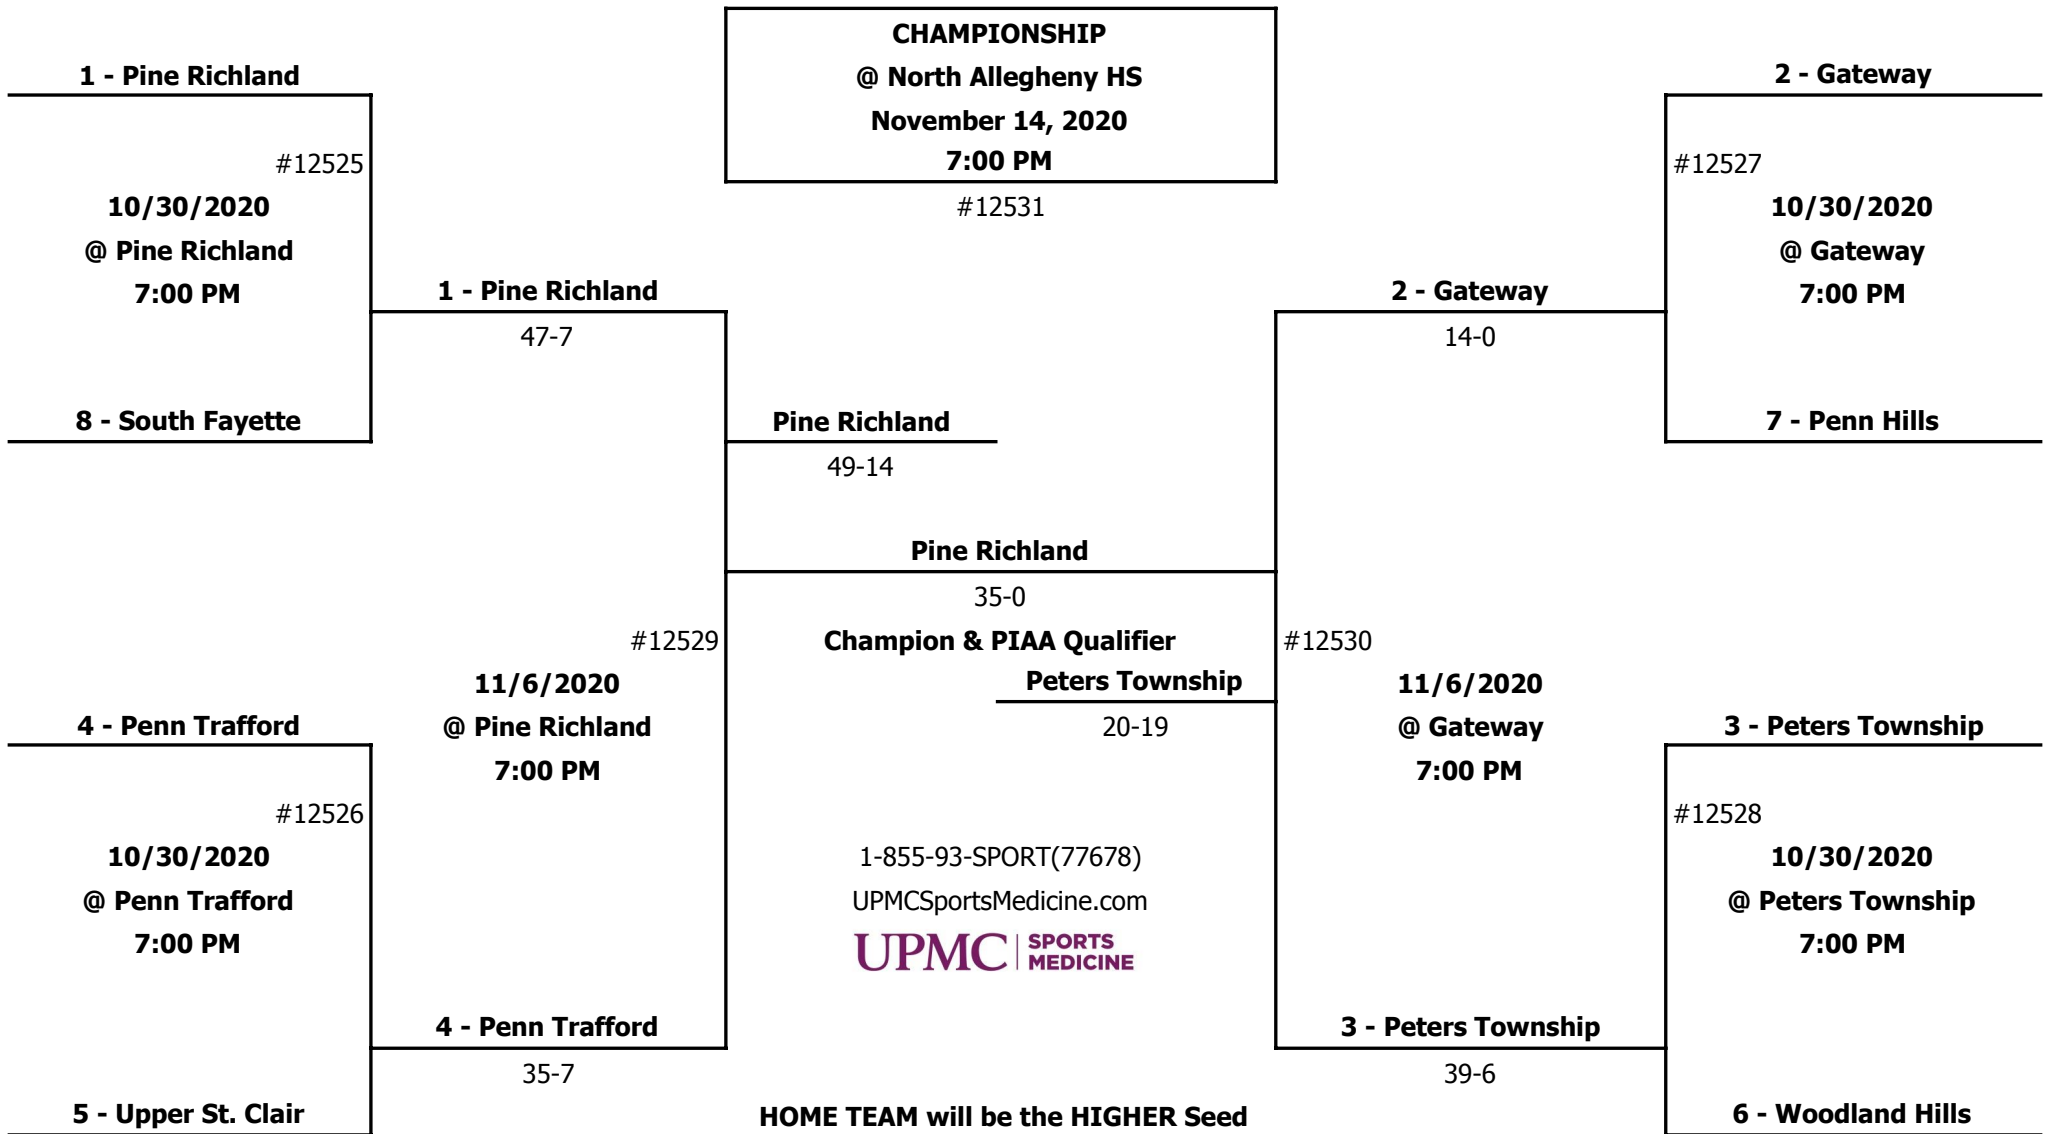 CHAMPIONSHIP
@ North Allegheny HS
November 14, 2020
7:00 PM
#12531
1 - Pine Richland
#12525
10/30/2020
@ Pine Richland
7:00 PM
8 - South Fayette
1 - Pine Richland
47-7
4 - Penn Trafford
#12526
10/30/2020
@ Penn Trafford
7:00 PM
5 - Upper St. Clair
4 - Penn Trafford
35-7
#12529
11/6/2020
@ Pine Richland
7:00 PM
Pine Richland
49-14
Pine Richland
35-0
Champion & PIAA Qualifier
Peters Township
20-19
2 - Gateway
#12527
10/30/2020
@ Gateway
7:00 PM
7 - Penn Hills
2 - Gateway
14-0
#12530
11/6/2020
@ Gateway
7:00 PM
3 - Peters Township
#12528
10/30/2020
@ Peters Township
7:00 PM
6 - Woodland Hills
3 - Peters Township
39-6
1-855-93-SPORT(77678)
UPMCSportsMedicine.com
UPMC SPORTS MEDICINE
HOME TEAM will be the HIGHER Seed